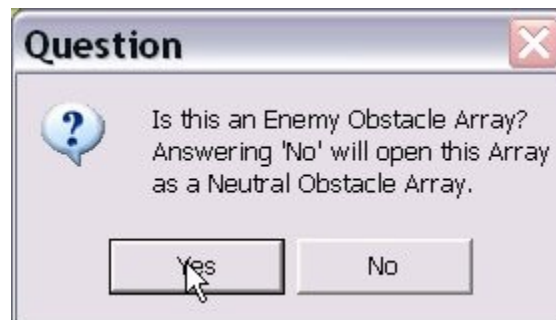 Question
Is this an Enemy Obstacle Array?
Answering 'No' will open this Array
as a Neutral Obstacle Array.
Yes
No